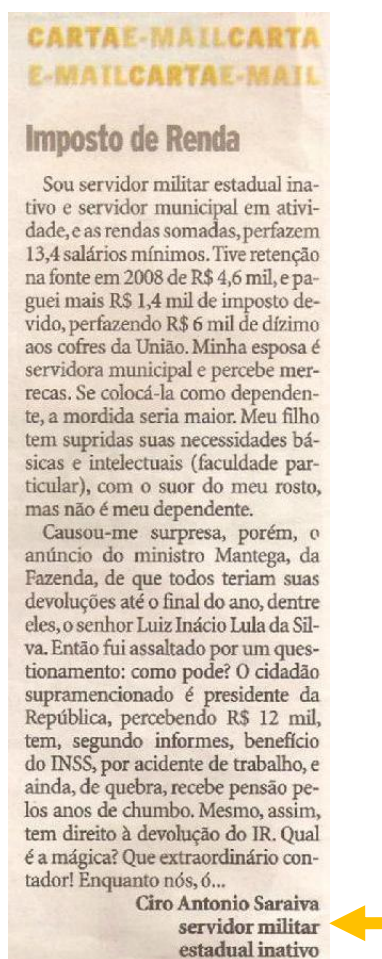 CARTAE-MAILCARTA
E-MAILCARTAE-MAIL
Imposto de Renda
Sou servidor militar estadual ina-
tivo e servidor municipal em ativi-
dade, e as rendas somadas, perfazem
13,4 salários mínimos. Tive retenção
na fonte em 2008 de R$ 4,6 mil, e pa-
guei mais R$ 1,4 mil de imposto de-
vido, perfazendo R$ 6 mil de dízimo
aos cofres da União. Minha esposa é
servidora municipal e percebe mer-
recas. Se colocá-la como dependen-
te, a mordida seria maior. Meu filho
tem supridas suas necessidades bá-
sicas e intelectuais (faculdade par-
ticular), com o suor do meu rosto,
mas não é meu dependente.
Causou-me surpresa, porém, o
anúncio do ministro Mantega, da
Fazenda, de que todos teriam suas
devoluções até o final do ano, dentre
eles, o senhor Luiz Inácio Lula da Sil-
va. Então fui assaltado por um ques-
tionamento: como pode? O cidadão
supramencionado é presidente da
República, percebendo R$ 12 mil,
tem, segundo informes, benefício
do INSS, por acidente de trabalho, e
ainda, de quebra, recebe pensão pe-
los anos de chumbo. Mesmo, assim,
tem direito à devolução do IR. Qual
é a mágica? Que extraordinário con-
tador! Enquanto nós, ó...
Ciro Antonio Saraiva
servidor militar
estadual inativo